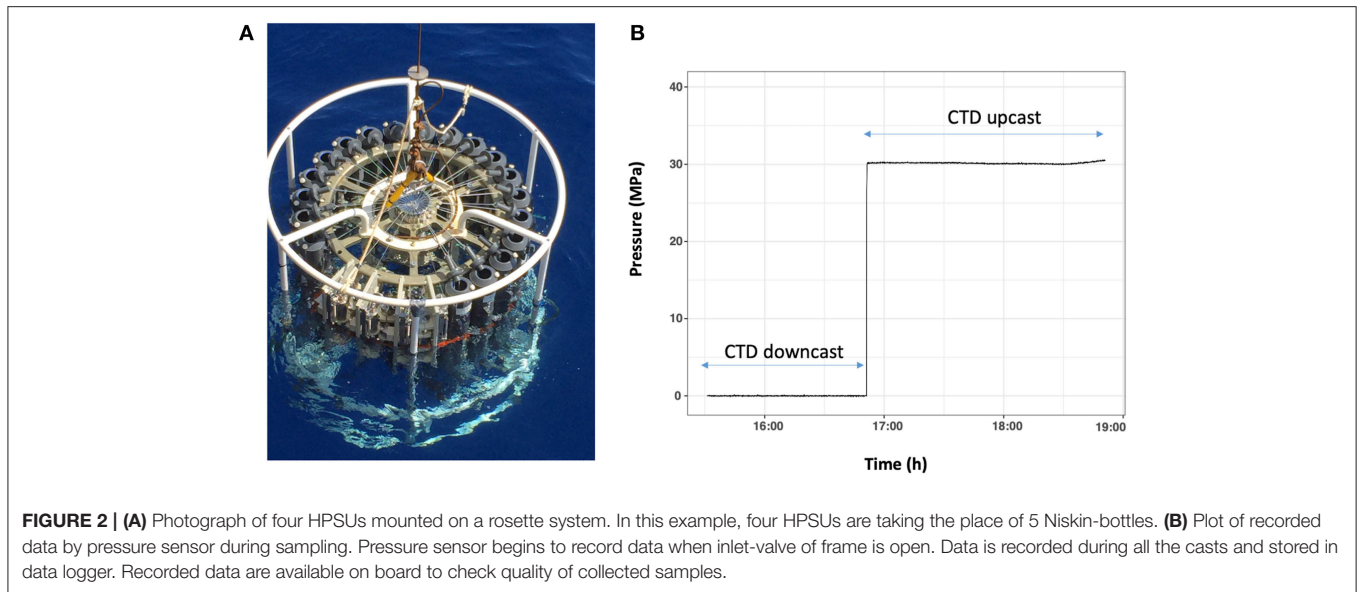 A
B
40
30
20
10
0
Pressure (MPa)
CTD upcast
CTD downcast
16:00
17:00
18:00
19:00
Time (h)
FIGURE 2 | (A) Photograph of four HPSUs mounted on a rosette system. In this example, four HPSUs are taking the place of 5 Niskin-bottles. (B) Plot of recorded
data by pressure sensor during sampling. Pressure sensor begins to record data when inlet-valve of frame is open. Data is recorded during all the casts and stored in
data logger. Recorded data are available on board to check quality of collected samples.